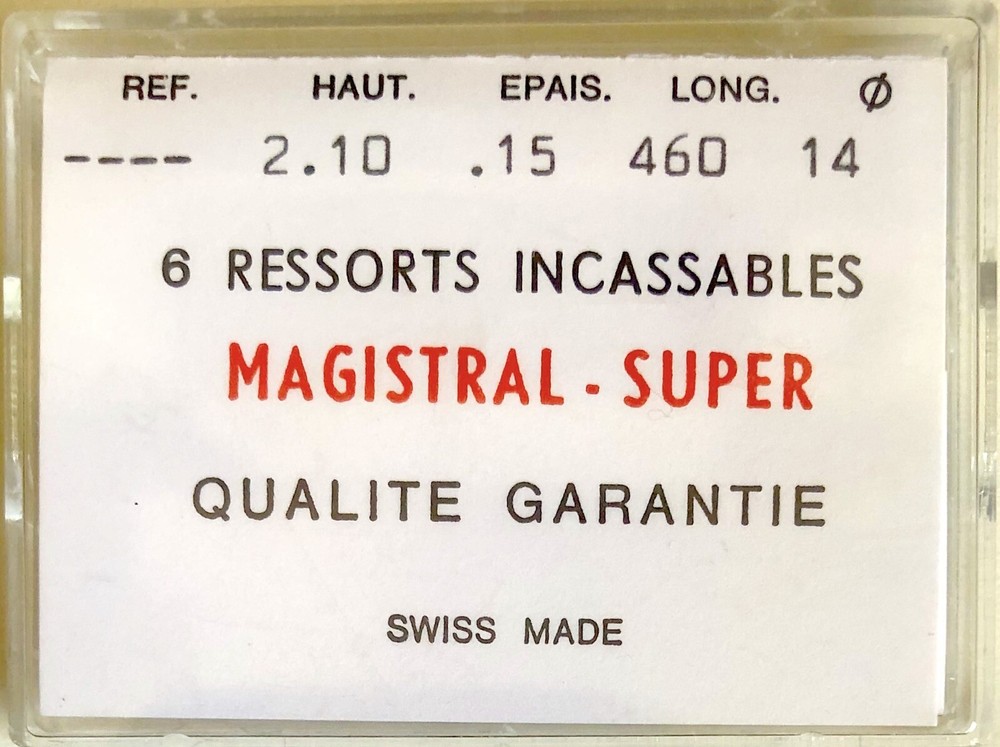 REF. HAUT. EPAIS. LONG. Ø
---- 2.10 .15 460 14
6 RESSORTS INCASSABLES
MAGISTRAL - SUPER
QUALITE GARANTIE
SWISS MADE